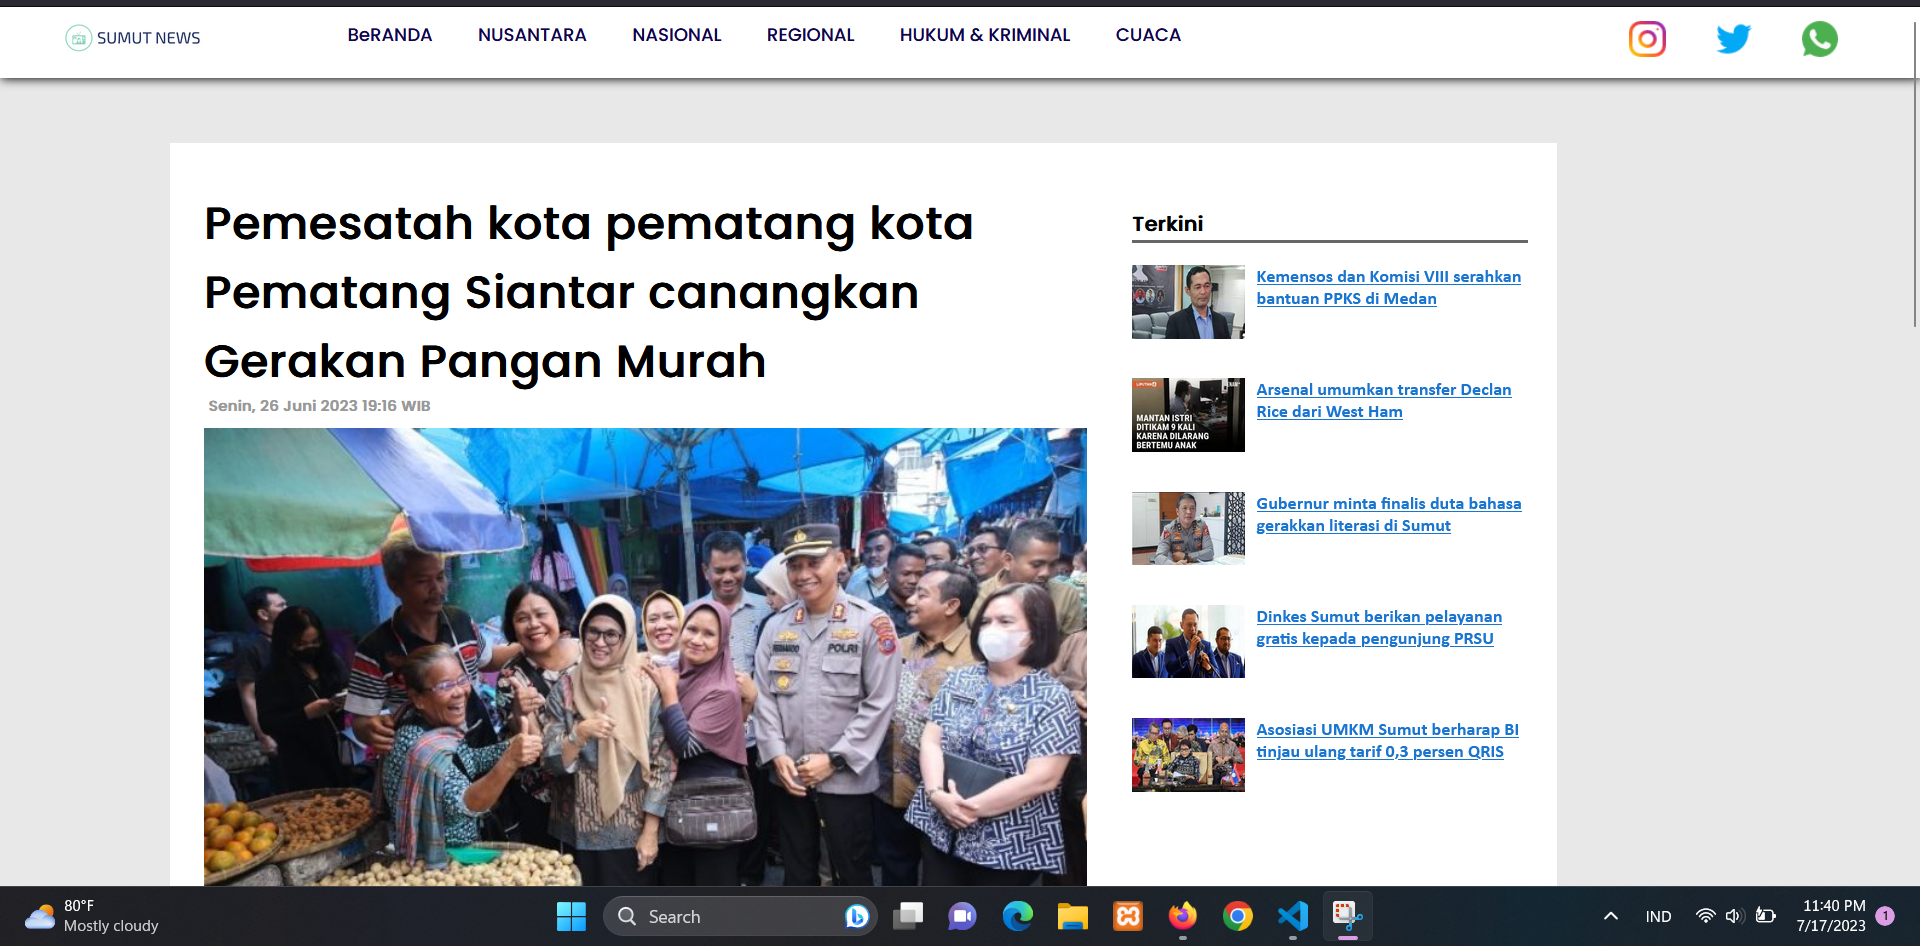 SUMUT NEWS
BeRANDA NUSANTARA NASIONAL REGIONAL HUKUM & KRIMINAL CUACA
Pemesatah kota pematang kota
Pematang Siantar canangkan
Gerakan Pangan Murah
Senin, 26 Juni 2023 19:16 WIB
POLRI
Terkini
Kemensos dan Komisi VIII serahkan
bantuan PPKS di Medan
MANTAN ISTRI
DITIKAM 9 KALI
KARENA DILARANG
BERTEMU ANAK
Arsenal umumkan transfer Declan
Rice dari West Ham
Gubernur minta finalis duta bahasa
gerakkan literasi di Sumut
Dinkes Sumut berikan pelayanan
gratis kepada pengunjung PRSU
Asosiasi UMKM Sumut berharap BI
tinjau ulang tarif 0,3 persen QRIS
80°F
Mostly cloudy
Search
IND
11:40 PM
7/17/2023
1